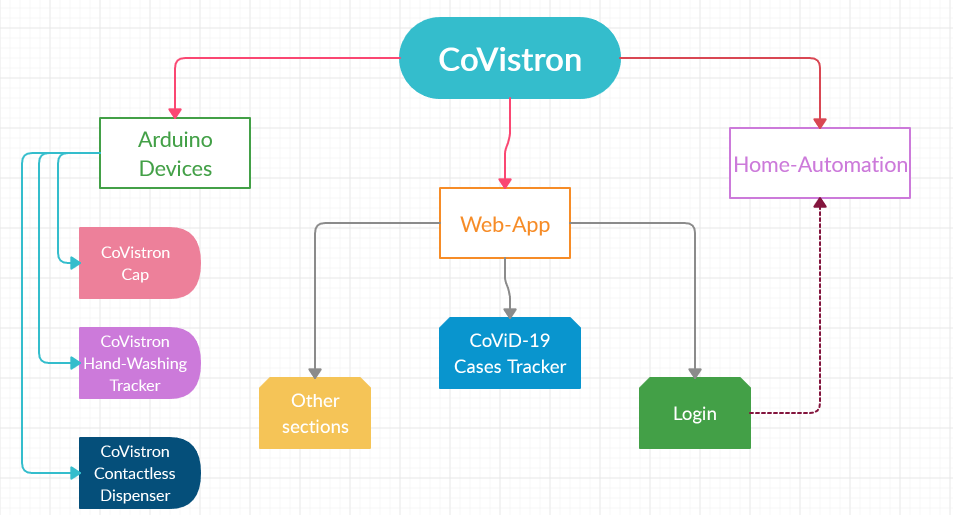 CoVistron
Arduino
Devices
Home-Automation
Web-App
CoVistron
Cap
CoVistron
Hand-Washing
Tracker
CoVistron
Contactless
Dispenser
CoViD-19
Cases Tracker
Other
sections
Login